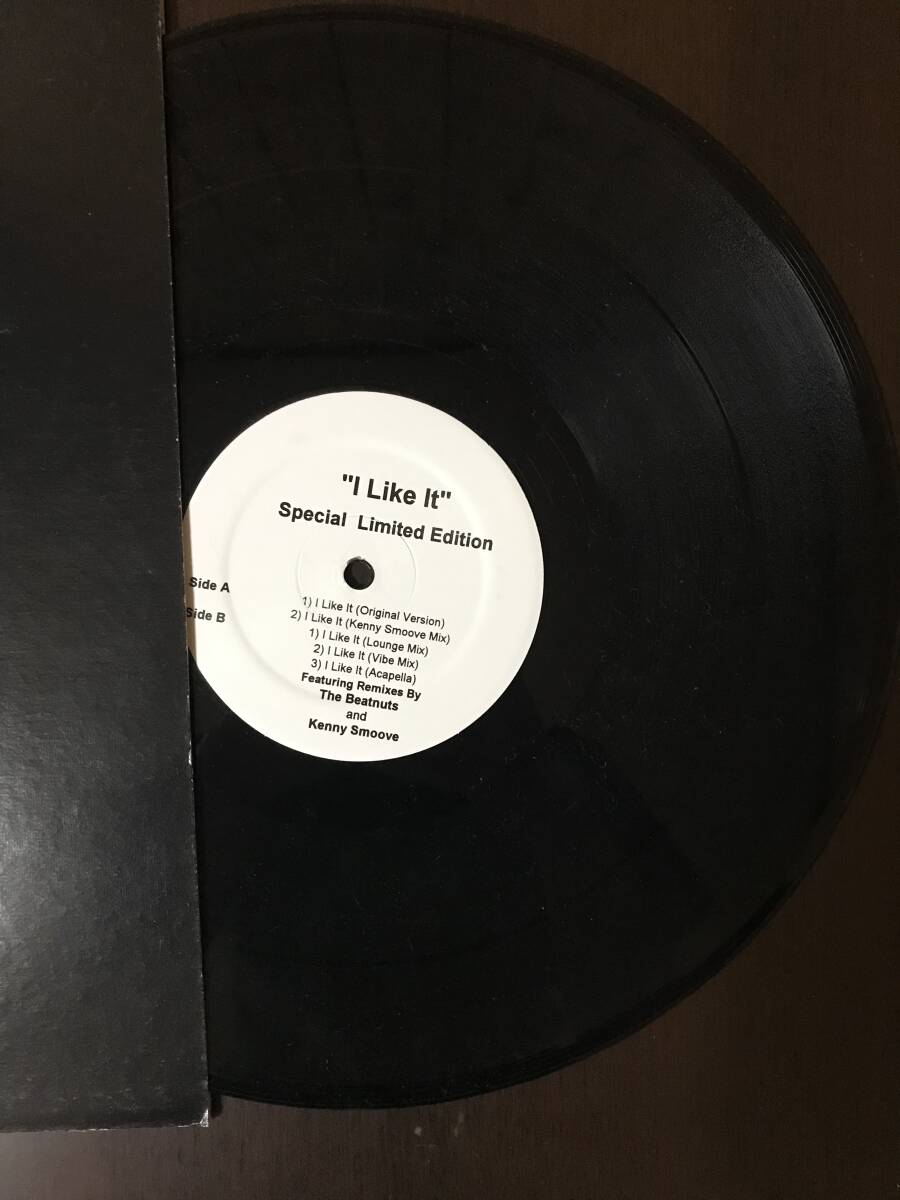 "I Like It"
Special Limited Edition
Side A
1) I Like It (Original Version)
2) I Like It (Kenny Smoove Mix)
Side B
1) I Like It (Lounge Mix)
2) I Like It (Vibe Mix)
3) I Like It (Acapella)
Featuring Remixes By
The Beatnuts
and
Kenny Smoove